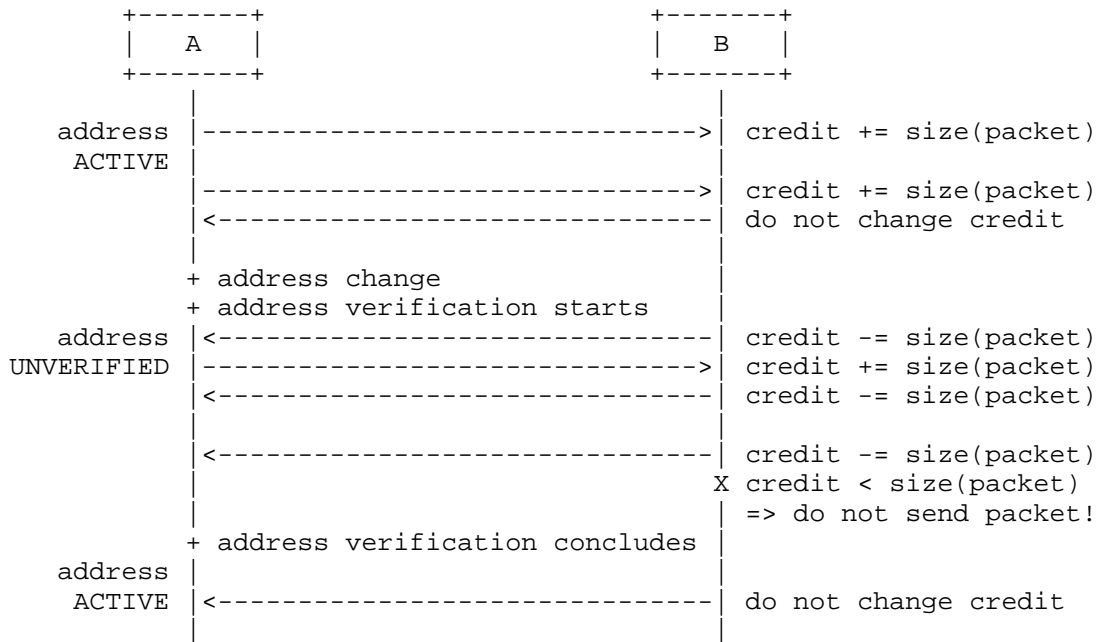 A B
address credit += size(packet)
ACTIVE
credit += size(packet)
do not change credit
+ address change
+ address verification starts
address credit -= size(packet)
UNVERIFIED credit += size(packet)
credit -= size(packet)
credit -= size(packet)
X credit < size(packet)
=> do not send packet!
+ address verification concludes
address
ACTIVE do not change credit